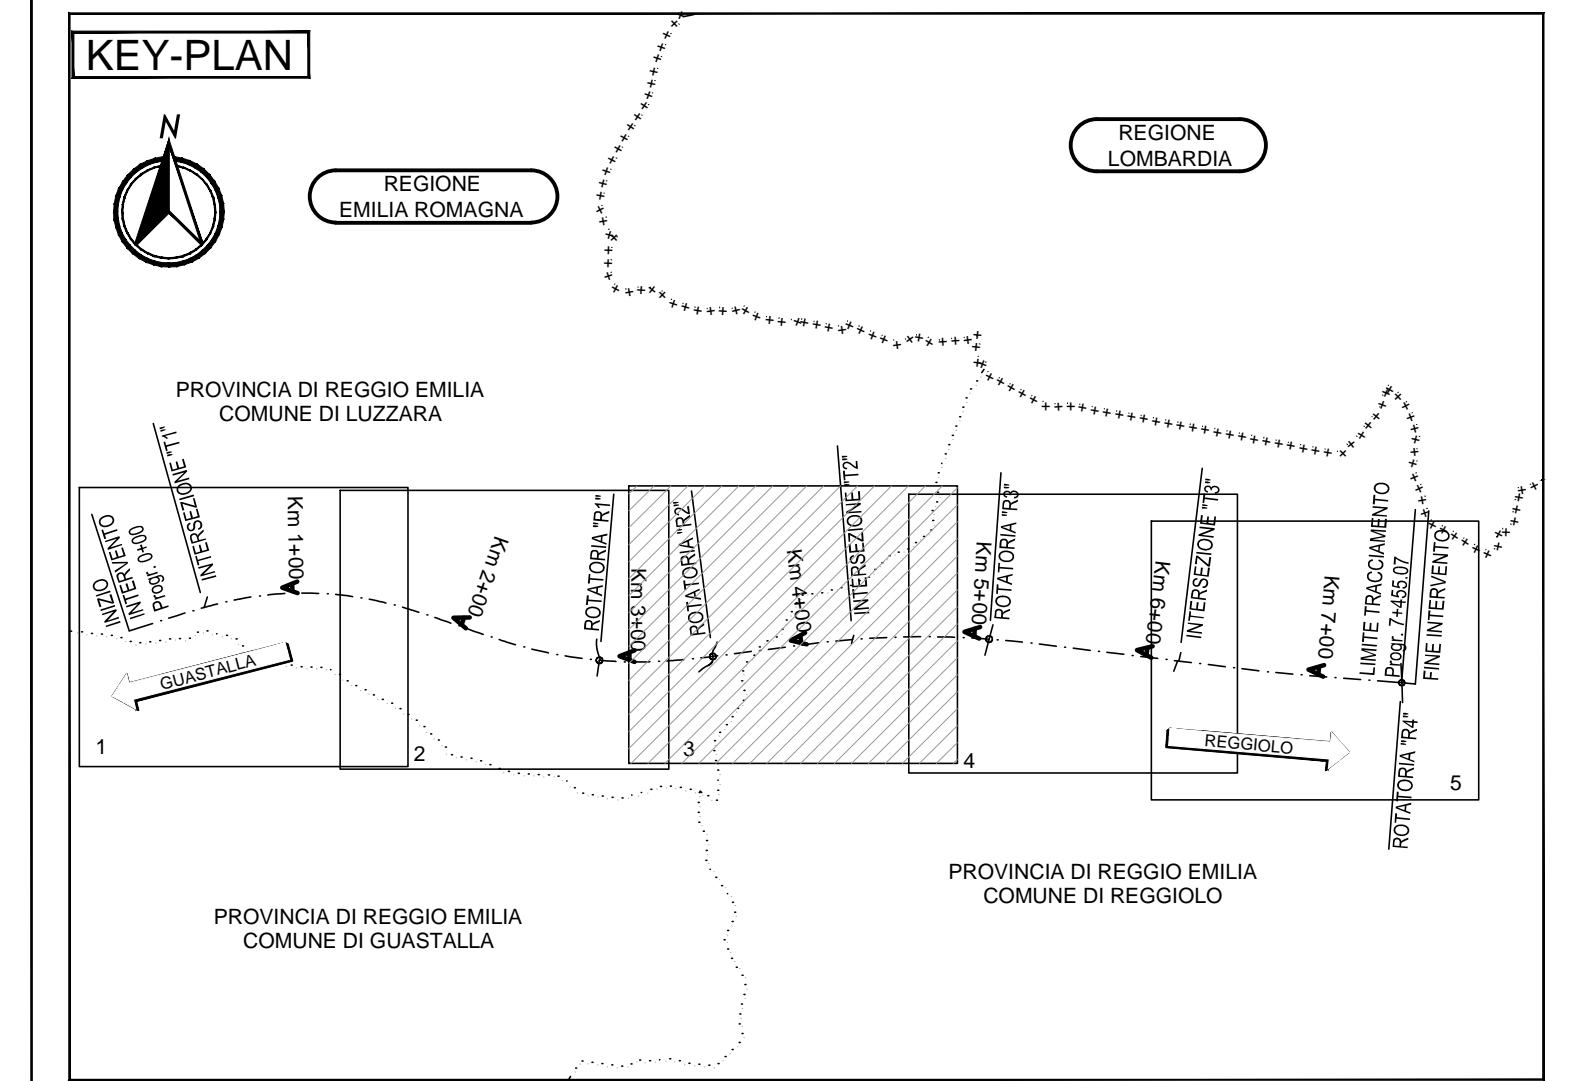 KEY-PLAN
N
REGIONE
EMILIA ROMAGNA
REGIONE
LOMBARDIA
PROVINCIA DI REGGIO EMILIA
COMUNE DI LUZZARA
INIZIO
INTERVENTO
Progr. 0+00
INTERSEZIONE "T1"
Km 1+00
Km 2+00
ROTATORIA "R1"
Km 3+00
ROTATORIA "R2"
Km 4+00
INTERSEZIONE "T2"
Km 5+00
ROTATORIA "R3"
Km 6+00
INTERSEZIONE "T3"
Km 7+00
LIMITE TRACCIAMENTO
Progr. 7+455.07
FINE INTERVENTO
ROTATORIA "R4"
GUASTALLA
REGGIOLO
1
2
3
4
5
PROVINCIA DI REGGIO EMILIA
COMUNE DI REGGIOLO
PROVINCIA DI REGGIO EMILIA
COMUNE DI GUASTALLA